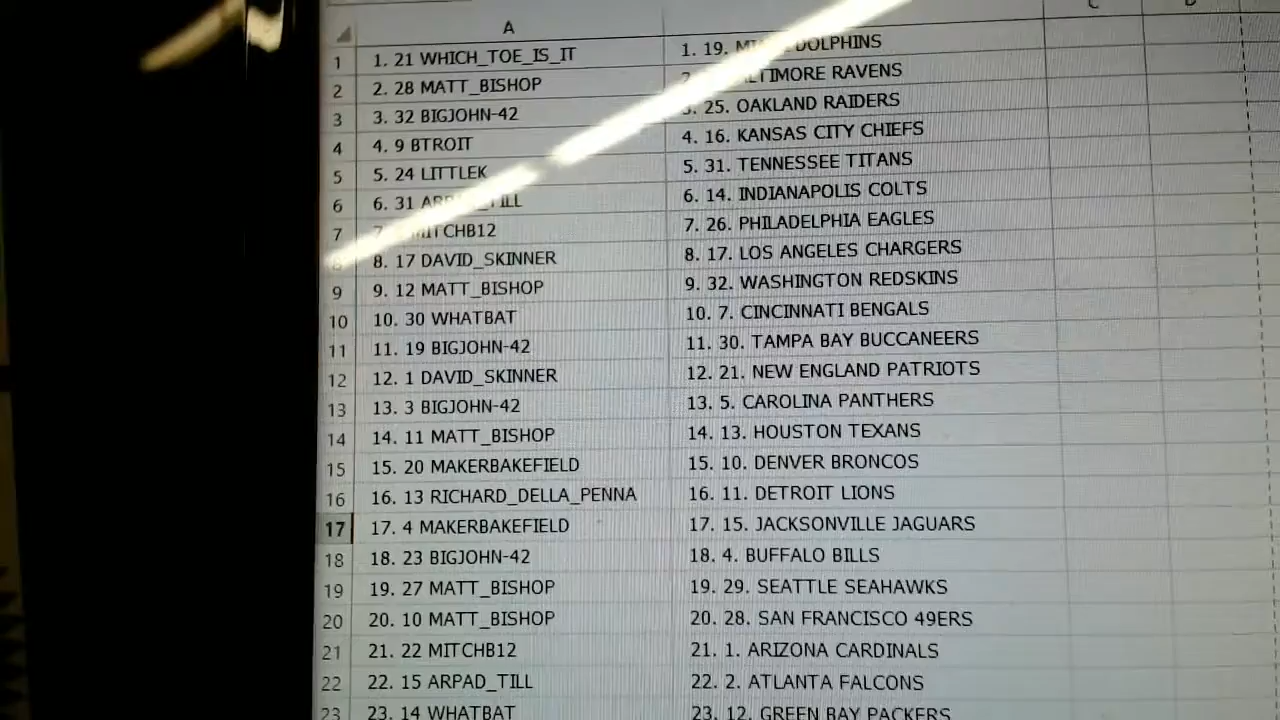 A C D
1 1. 21 WHICH_TOE_IS_IT 1. 19. DOLPHINS
2 2. 28 MATT_BISHOP RAVENS
3 3. 32 BIGJOHN-42 3. 25. OAKLAND RAIDERS
4 4. 9 BTROIT 4. 16. KANSAS CITY CHIEFS
5 5. 24 LITTLEK 5. 31. TENNESSEE TITANS
6 6. 31 6. 14. INDIANAPOLIS COLTS
7 MITCHB12 7. 26. PHILADELPHIA EAGLES
8 8. 17 DAVID_SKINNER 8. 17. LOS ANGELES CHARGERS
9 9. 12 MATT_BISHOP 9. 32. WASHINGTON REDSKINS
10 10. 30 WHATBAT 10. 7. CINCINNATI BENGALS
11 11. 19 BIGJOHN-42 11. 30. TAMPA BAY BUCCANEERS
12 12. 1 DAVID_SKINNER 12. 21. NEW ENGLAND PATRIOTS
13 13. 3 BIGJOHN-42 13. 5. CAROLINA PANTHERS
14 14. 11 MATT_BISHOP 14. 13. HOUSTON TEXANS
15 15. 20 MAKERBAKEFIELD 15. 10. DENVER BRONCOS
16 16. 13 RICHARD_DELLA_PENNA 16. 11. DETROIT LIONS
17 17. 4 MAKERBAKEFIELD 17. 15. JACKSONVILLE JAGUARS
18 18. 23 BIGJOHN-42 18. 4. BUFFALO BILLS
19 19. 27 MATT_BISHOP 19. 29. SEATTLE SEAHAWKS
20 20. 10 MATT_BISHOP 20. 28. SAN FRANCISCO 49ERS
21 21. 22 MITCHB12 21. 1. ARIZONA CARDINALS
22 22. 15 ARPAD_TILL 22. 2. ATLANTA FALCONS
23 23. 14 WHATBAT 23. 12. GREEN BAY PACKERS